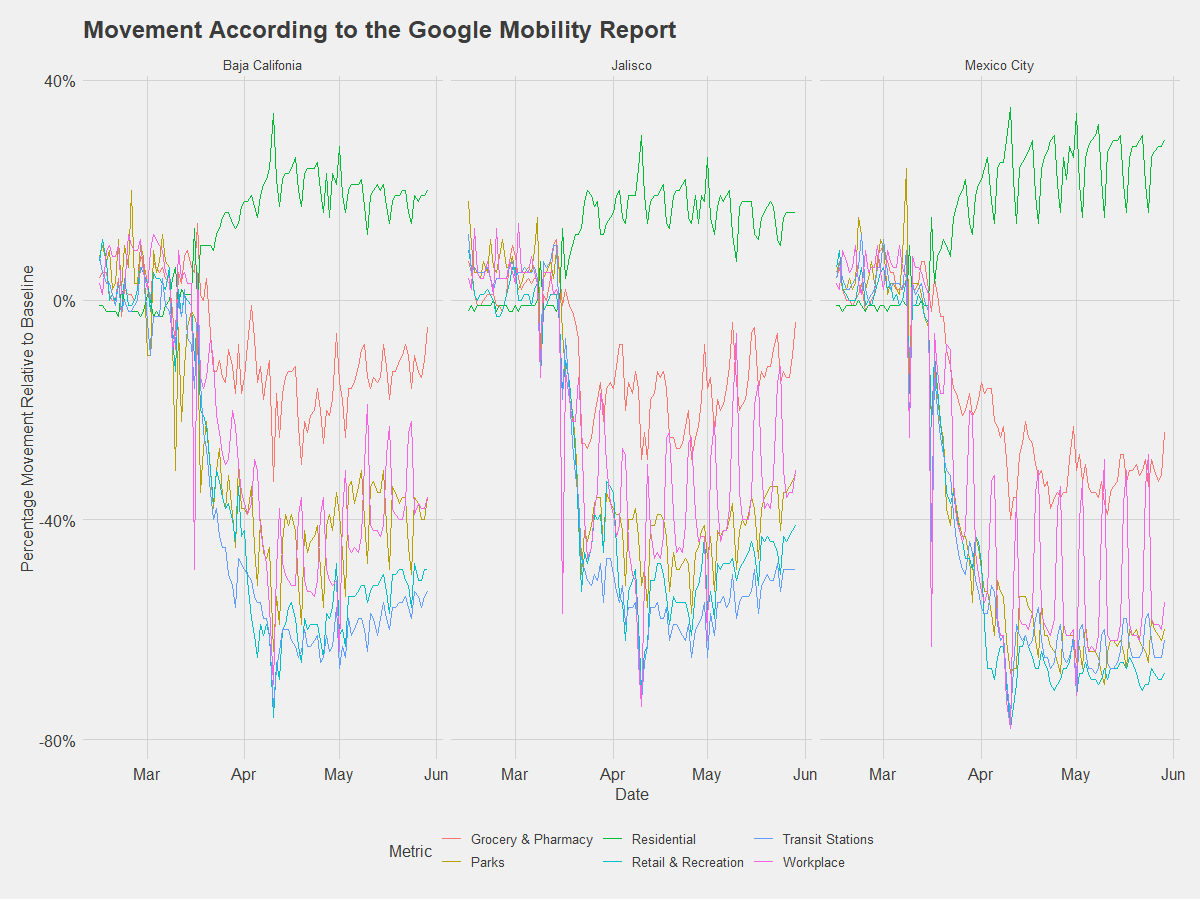 Movement According to the Google Mobility Report
Baja Califonia
Jalisco
Mexico City
Percentage Movement Relative to Baseline
40%
0%
-40%
-80%
Mar Apr May Jun
Mar Apr May Jun
Mar Apr May Jun
Date
Metric
Grocery & Pharmacy Residential Transit Stations
Parks Retail & Recreation Workplace